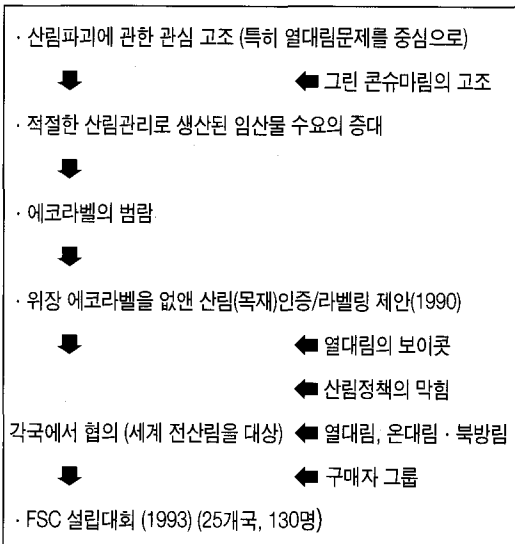 · 산림파괴에 관한 관심 고조 (특히 열대림문제를 중심으로)
그린 콘슈마림의 고조
· 적절한 산림관리로 생산된 임산물 수요의 증대
· 에코라벨의 범람
· 위장 에코라벨을 없앤 산림(목재)인증/라벨링 제안(1990)
열대림의 보이콧
산림정책의 막힘
각국에서 협의 (세계 전산림을 대상) 열대림, 온대림 · 북방림
구매자 그룹
· FSC 설립대회 (1993) (25개국, 130명)